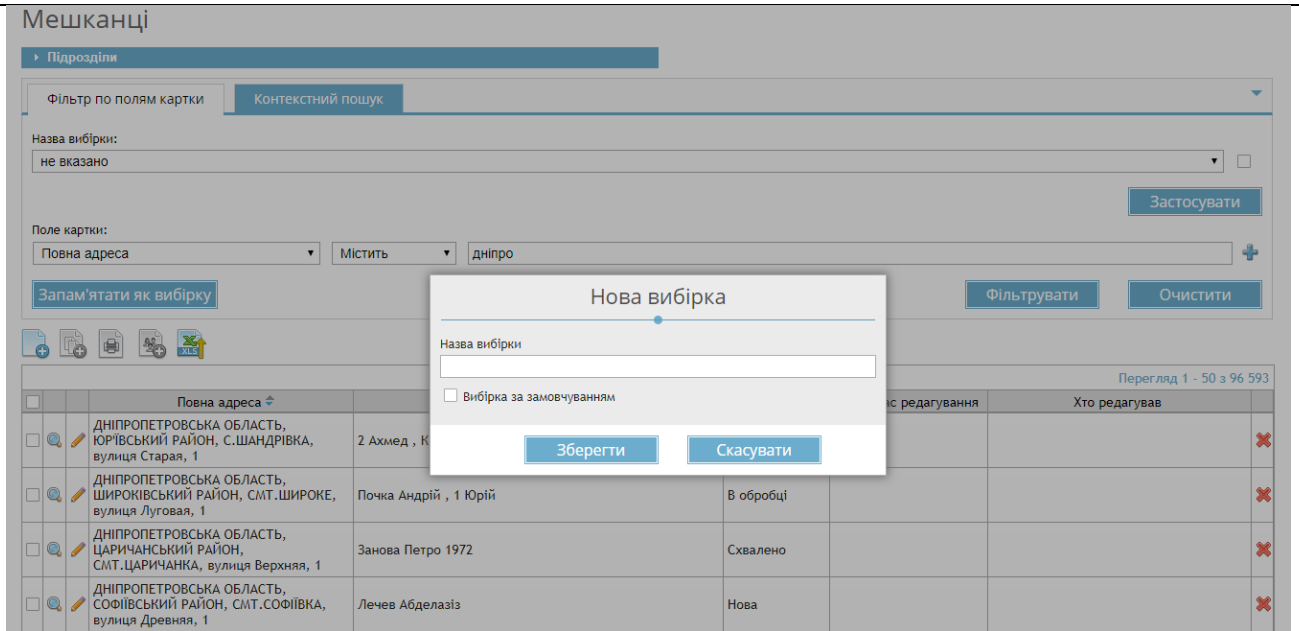 Мешканці
Підрозділи
Фільтр по полям картки
Контекстний пошук
Назва вибірки:
не вказано
Застосувати
Поле картки:
Повна адреса
Містить
дніпро
Запам'ятати як вибірку
Фільтрувати
Очистити
Нова вибірка
Назва вибірки
Вибірка за замовчуванням
Зберегти
Скасувати
XLS
Перегляд 1 - 50 з 96 593
Повна адреса
ас редагування
Хто редагував
ДНІПРОПЕТРОВСЬКА ОБЛАСТЬ,
ЮР'ЇВСЬКИЙ РАЙОН, С.ШАНДРІВКА,
вулиця Старая, 1
2 Ахмед , К
ДНІПРОПЕТРОВСЬКА ОБЛАСТЬ,
ШИРОКІВСЬКИЙ РАЙОН, СМТ.ШИРОКЕ,
вулиця Луговая, 1
Почка Андрій , 1 Юрій
В обробці
ДНІПРОПЕТРОВСЬКА ОБЛАСТЬ,
ЦАРИЧАНСЬКИЙ РАЙОН,
СМТ.ЦАРИЧАНКА, вулиця Верхняя, 1
Занова Петро 1972
Схвалено
ДНІПРОПЕТРОВСЬКА ОБЛАСТЬ,
СОФІЇВСЬКИЙ РАЙОН, СМТ.СОФІЇВКА,
вулиця Древняя, 1
Лечев Абделазіз
Нова